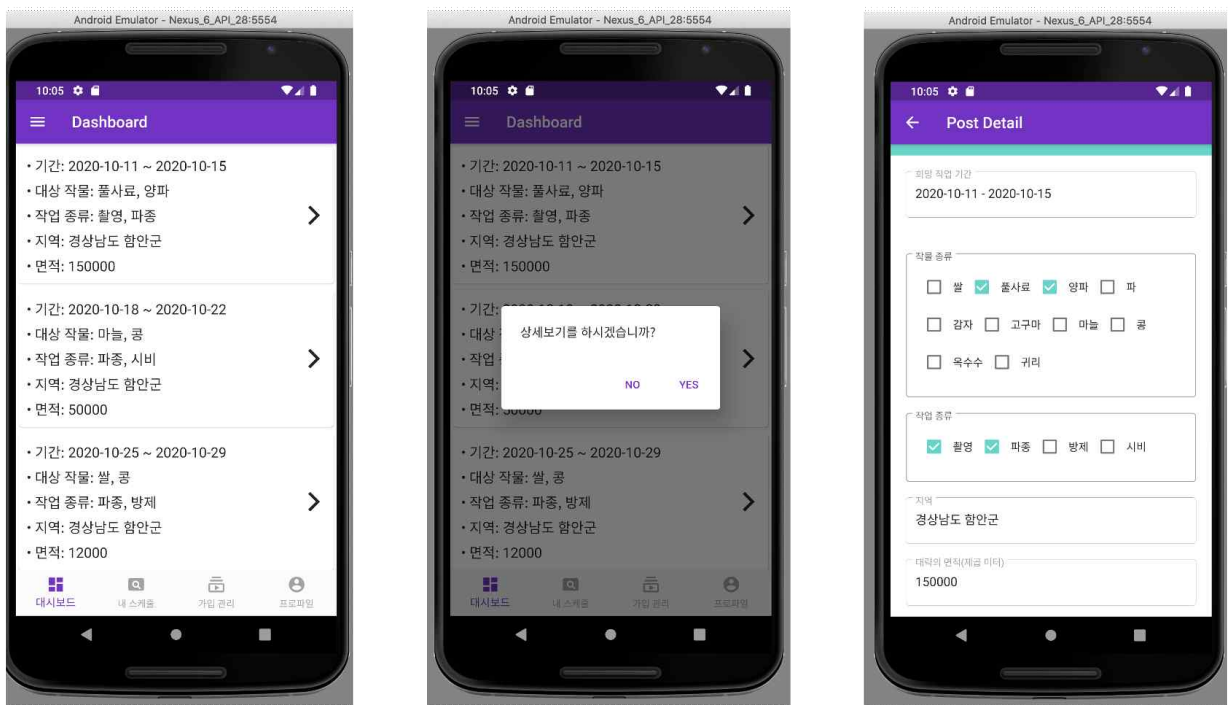 Android Emulator - Nexus_6_API_28:5554
10:05
Dashboard
• 기간: 2020-10-11 ~ 2020-10-15
• 대상 작물: 풀사료, 양파
• 작업 종류: 촬영, 파종
• 지역: 경상남도 함안군
• 면적: 150000
• 기간: 2020-10-18 ~ 2020-10-22
• 대상 작물: 마늘, 콩
• 작업 종류: 파종, 시비
• 지역: 경상남도 함안군
• 면적: 50000
• 기간: 2020-10-25 ~ 2020-10-29
• 대상 작물: 쌀, 콩
• 작업 종류: 파종, 방제
• 지역: 경상남도 함안군
• 면적: 12000
대시보드 내 스케줄 가입 관리 프로파일
Android Emulator - Nexus_6_API_28:5554
10:05
Dashboard
• 기간: 2020-10-11 ~ 2020-10-15
• 대상 작물: 풀사료, 양파
• 작업 종류: 촬영, 파종
• 지역: 경상남도 함안군
• 면적: 150000
• 기간:
• 대상
• 작업
• 지역:
• 면적: 50000
상세보기를 하시겠습니까?
NO YES
• 기간: 2020-10-25 ~ 2020-10-29
• 대상 작물: 쌀, 콩
• 작업 종류: 파종, 방제
• 지역: 경상남도 함안군
• 면적: 12000
대시보드 내 스케줄 가입 관리 프로파일
Android Emulator - Nexus_6_API_28:5554
10:05
Post Detail
희망 작업 기간
2020-10-11 - 2020-10-15
작물 종류
쌀 풀사료 양파 파
감자 고구마 마늘 콩
옥수수 귀리
작업 종류
촬영 파종 방제 시비
지역
경상남도 함안군
대략의 면적(제곱 미터)
150000